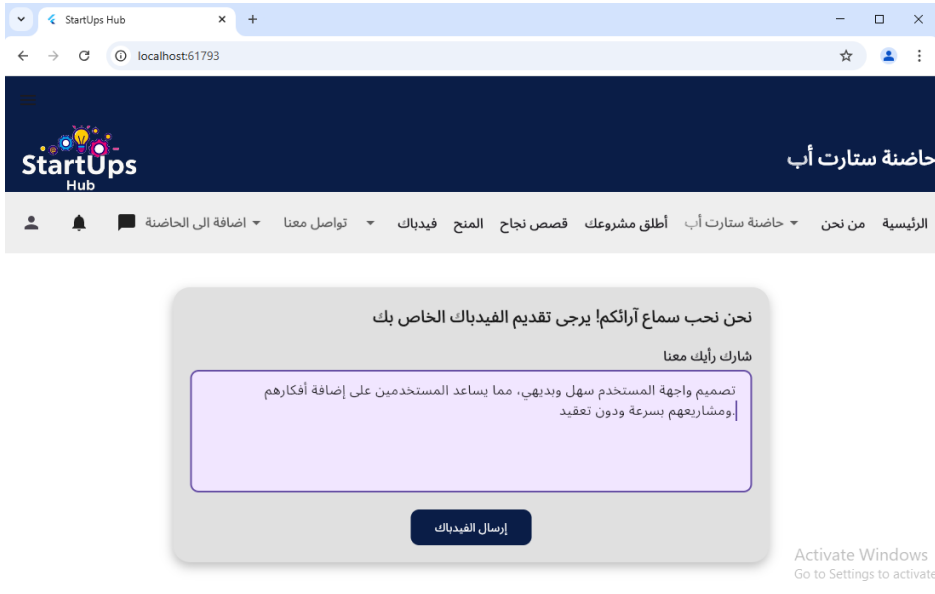 StartUps Hub
localhost:61793
حاضنة ستارت أب
StartUps
Hub
الرئيسية من نحن حاضنة ستارت أب أطلق مشروعك قصص نجاح المنح فيدباك تواصل معنا اضافة الى الحاضنة
نحن نحب سماع آرائكم! يرجى تقديم الفيدباك الخاص بك
شارك رأيك معنا
تصميم واجهة المستخدم سهل وبديهي، مما يساعد المستخدمين على إضافة أفكارهم
ومشاريعهم بسرعة ودون تعقيد.
إرسال الفيدباك
Activate Windows
Go to Settings to activate